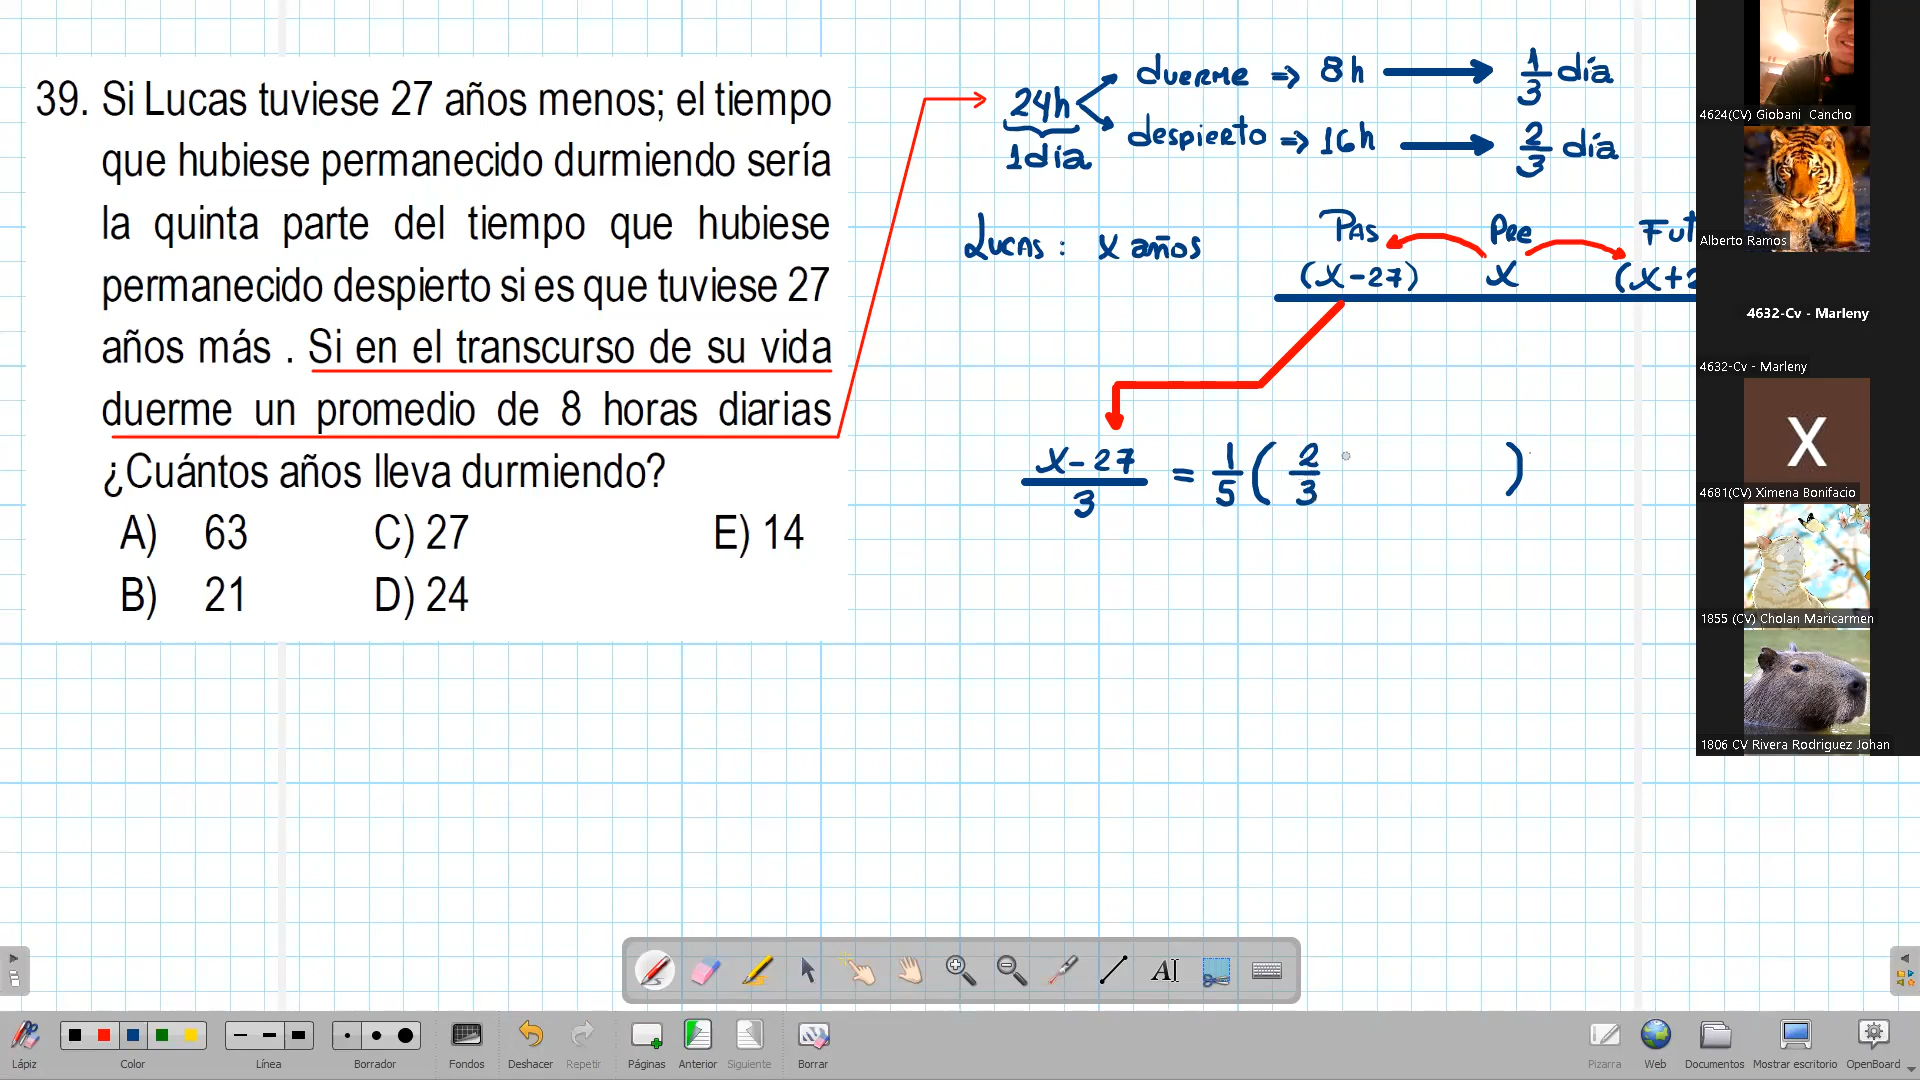 39. Si Lucas tuviese 27 años menos; el tiempo
que hubiese permanecido durmiendo sería
la quinta parte del tiempo que hubiese
permanecido despierto si es que tuviese 27
años más . Si en el transcurso de su vida
duerme un promedio de 8 horas diarias
¿Cuántos años lleva durmiendo?
A) 63 C) 27 E) 14
B) 21 D) 24
24h
1día
duerme ⇒ 8h 1/3 día
despierto ⇒ 16h 2/3 día
Lucas : x años
Pas Pre Fut
(x-27) x (x+2
x-27/3 = 1/5 ( 2/3 )
4624(CV) Giobani Cancho
Alberto Ramos
4632-Cv - Marleny
4632-Cv - Marleny
X
4681(CV) Ximena Bonifacio
1855 (CV) Cholan Maricarmen
1806 CV Rivera Rodriguez Johan
Lápiz Color Línea Borrador Fondos Deshacer Repetir Páginas Anterior Siguiente Borrar Pizarra Web Documentos Mostrar escritorio OpenBoard